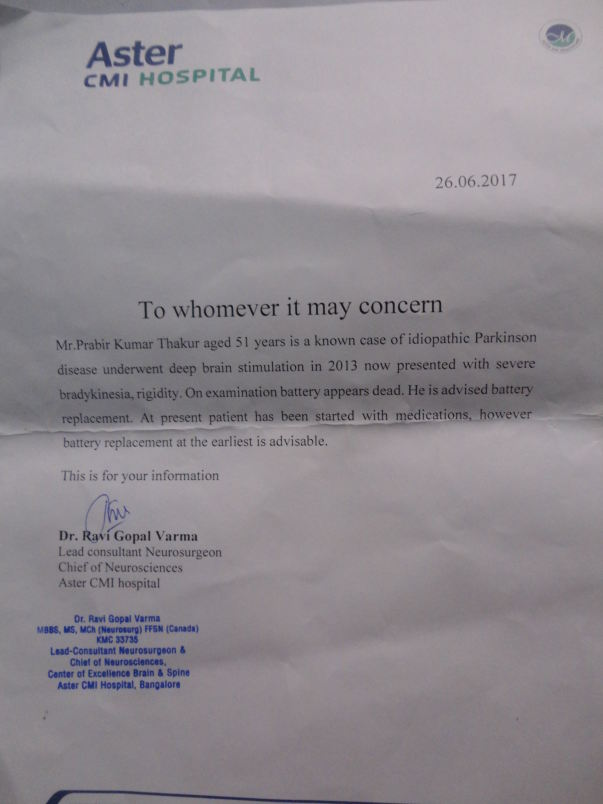 Aster
CMI HOSPITAL
26.06.2017
To whomever it may concern
Mr.Prabir Kumar Thakur aged 51 years is a known case of idiopathic Parkinson
disease underwent deep brain stimulation in 2013 now presented with severe
bradykinesia, rigidity. On examination battery appears dead. He is advised battery
replacement. At present patient has been started with medications, however
battery replacement at the earliest is advisable.
This is for your information
Dr. Ravi Gopal Varma
Lead consultant Neurosurgeon
Chief of Neurosciences
Aster CMI hospital
Dr. Ravi Gopal Varma
MBBS, MS, MCh (Neurosurg) FFSN (Canada)
KMC 33735
Lead-Consultant Neurosurgeon &
Chief of Neurosciences,
Center of Excellence Brain & Spine
Aster CMI Hospital, Bangalore